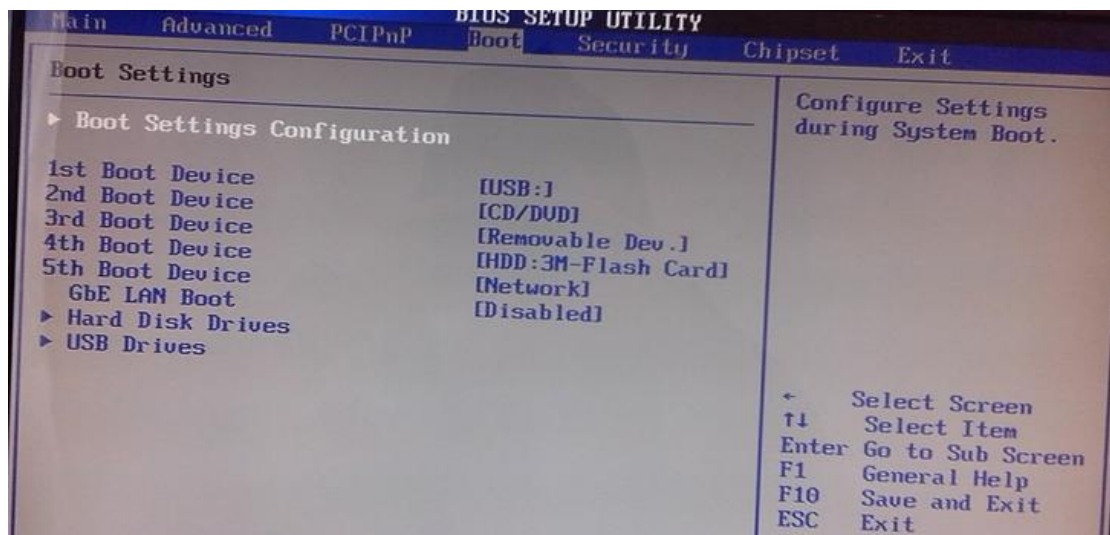 BIOS SETUP UTILITY
Main Advanced PCIPnP Boot Security Chipset Exit
Boot Settings
► Boot Settings Configuration
1st Boot Device [USB:]
2nd Boot Device [CD/DVD]
3rd Boot Device [Removable Dev.]
4th Boot Device [HDD:3M-Flash Card]
5th Boot Device [Network]
GbE LAN Boot [Disabled]
► Hard Disk Drives
► USB Drives
Configure Settings
during System Boot.
← Select Screen
↑↓ Select Item
Enter Go to Sub Screen
F1 General Help
F10 Save and Exit
ESC Exit